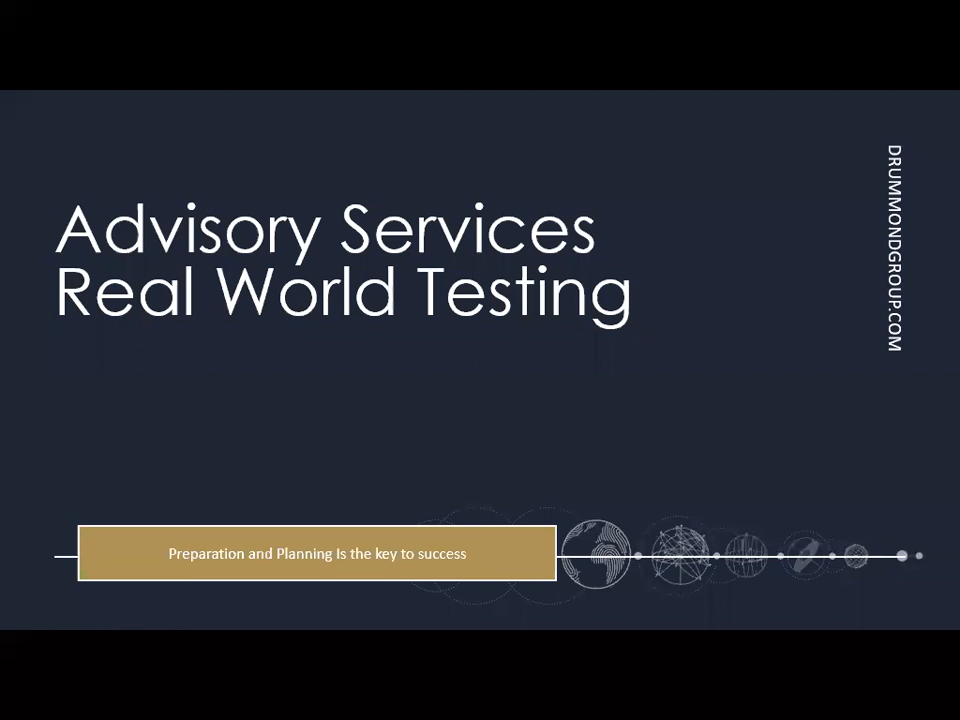 Advisory Services
Real World Testing
DRUMMONDGROUP.COM
Preparation and Planning Is the key to success